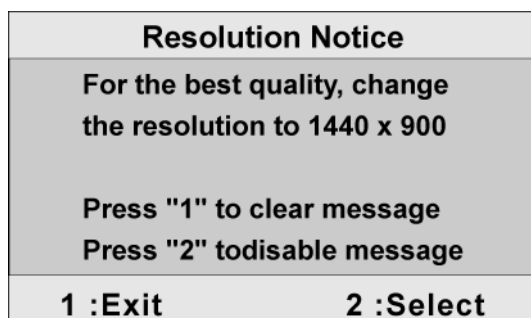 Resolution Notice
For the best quality, change
the resolution to 1440 x 900
Press "1" to clear message
Press "2" todisable message
1 :Exit 2 :Select